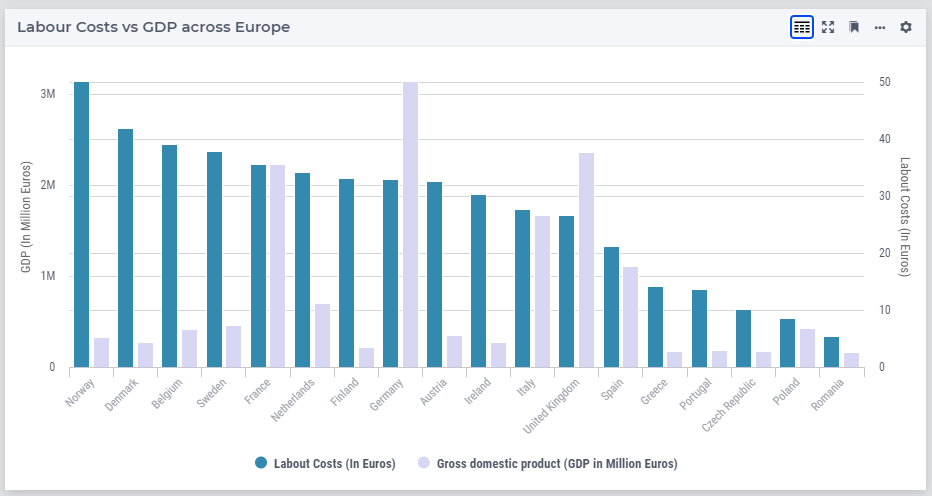 Labour Costs vs GDP across Europe
3M
2M
1M
0
GDP (In Million Euros)
50
40
30
20
10
0
Labout Costs (In Euros)
Norway
Denmark
Belgium
Sweden
France
Netherlands
Finland
Germany
Austria
Ireland
Italy
United Kingdom
Spain
Greece
Portugal
Czech Republic
Poland
Romania
Labout Costs (In Euros)
Gross domestic product (GDP in Million Euros)